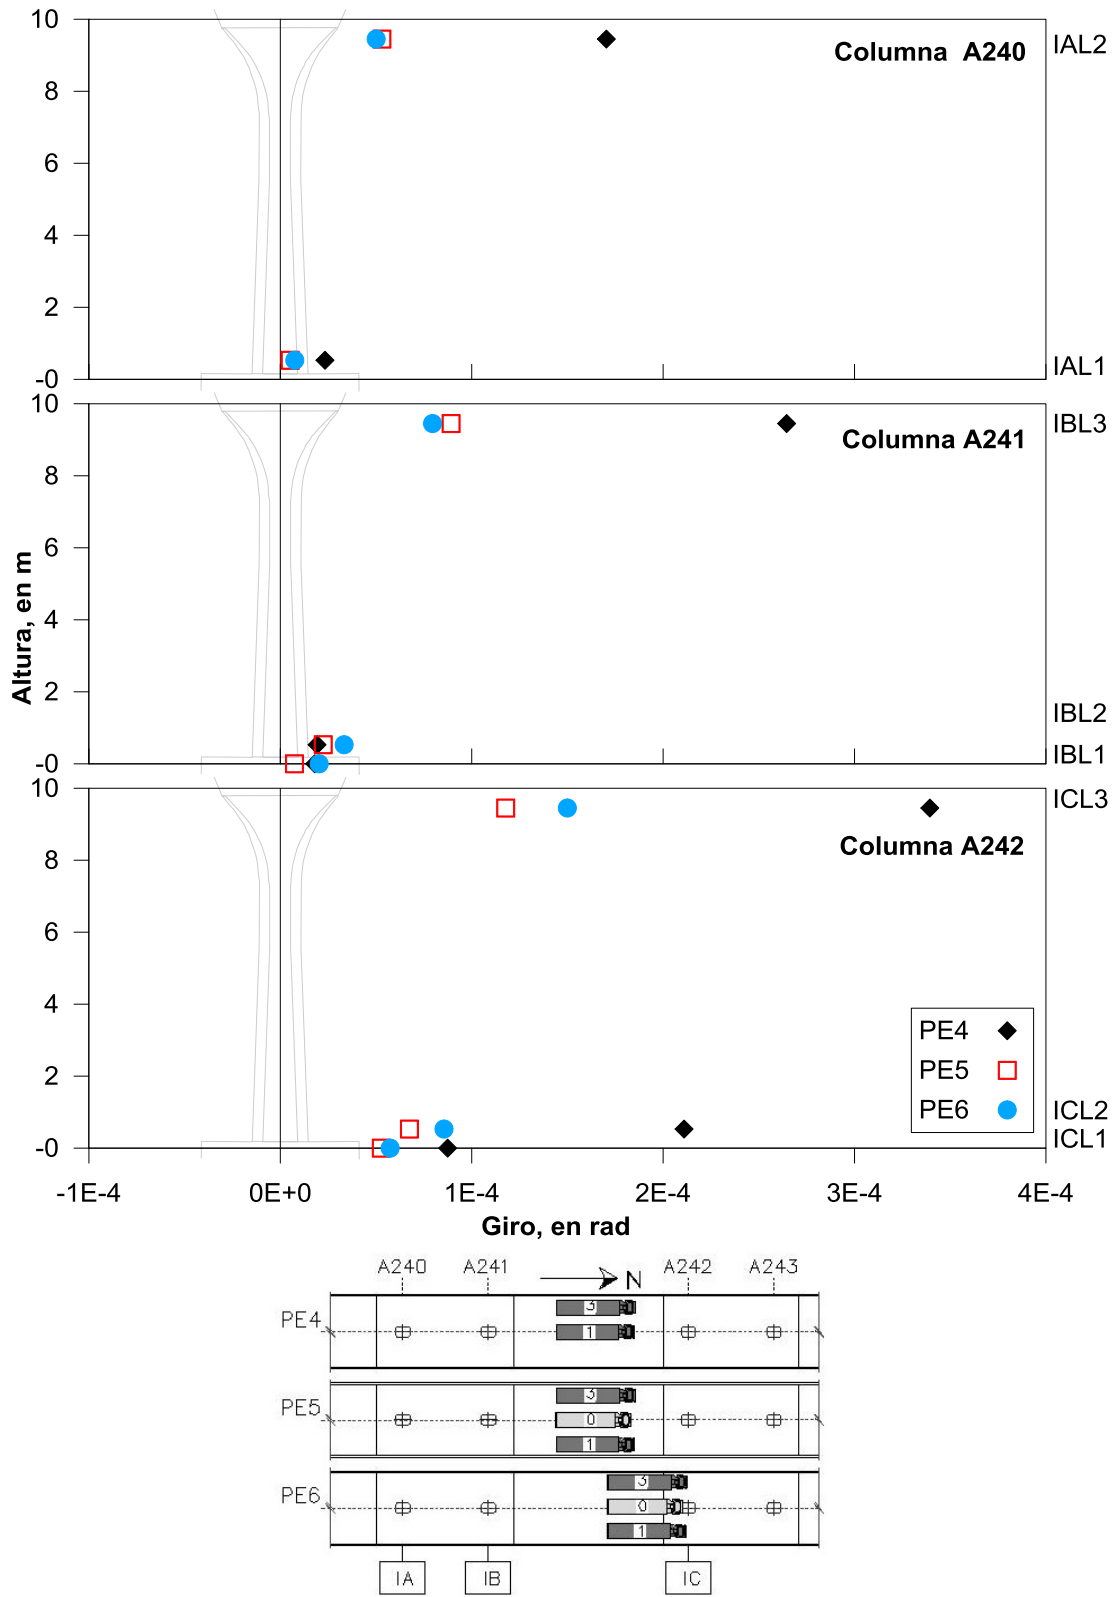 10
8
6
4
2
-0
Columna A240
IAL2
IAL1
10
8
6
4
2
-0
Columna A241
IBL3
IBL2
IBL1
Altura, en m
10
8
6
4
2
-0
Columna A242
ICL3
PE4
PE5
PE6
ICL2
ICL1
-1E-4 0E+0 1E-4 2E-4 3E-4 4E-4
Giro, en rad
A240 A241 N A242 A243
PE4
3
1
PE5
3
0
1
PE6
3
0
1
IA IB IC